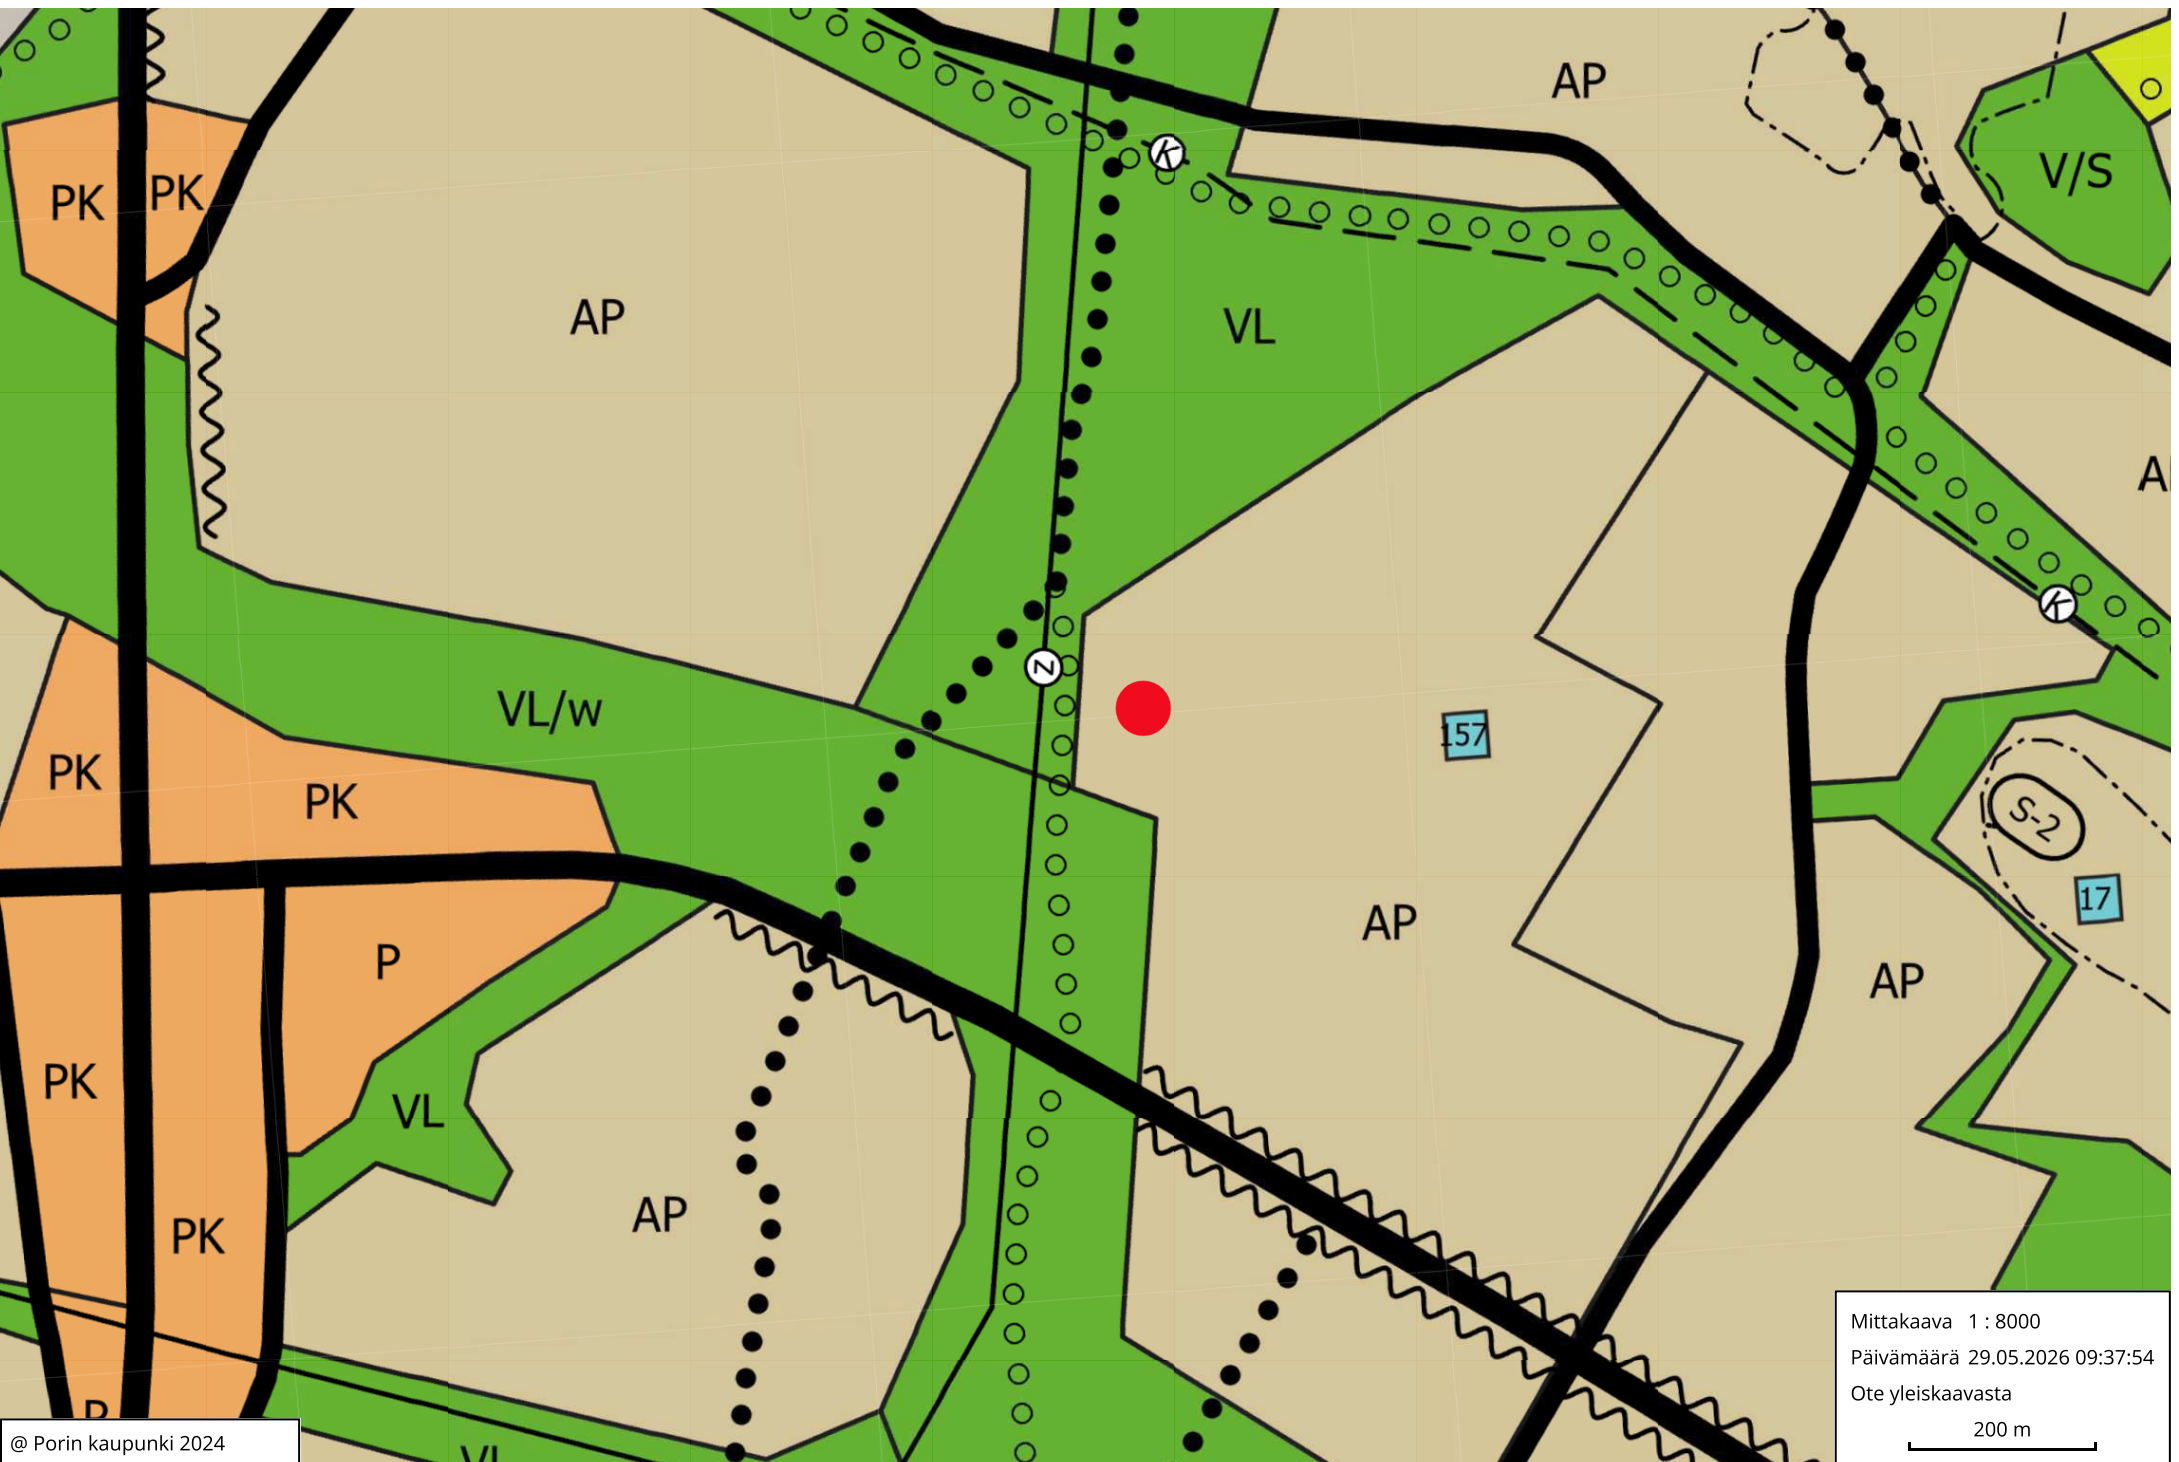 AP
V/S
PK
PK
AP
VL
K
VL/w
N
157
K
PK
PK
S-2
17
AP
P
AP
PK
VL
AP
PK
Mittakaava 1 : 8000
Päivämäärä 29.05.2026 09:37:54
Ote yleiskaavasta
200 m
@ Porin kaupunki 2024